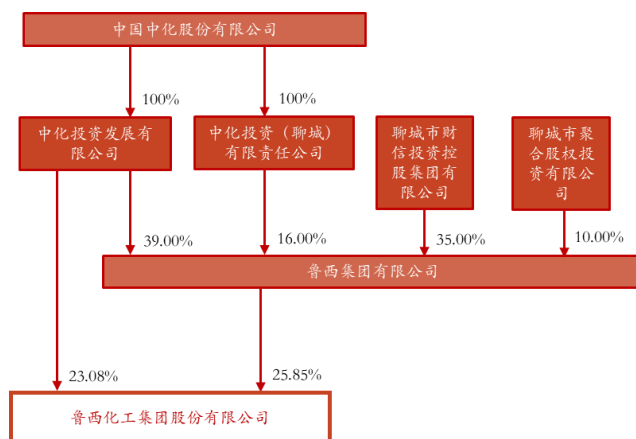 中国中化股份有限公司
100%
100%
中化投资发展有
限公司
中化投资（聊城）
有限责任公司
聊城市财
信投资控
股集团有
限公司
聊城市聚
合股权投
资有限公
司
39.00%
16.00%
35.00%
10.00%
鲁西集团有限公司
23.08%
25.85%
鲁西化工集团股份有限公司